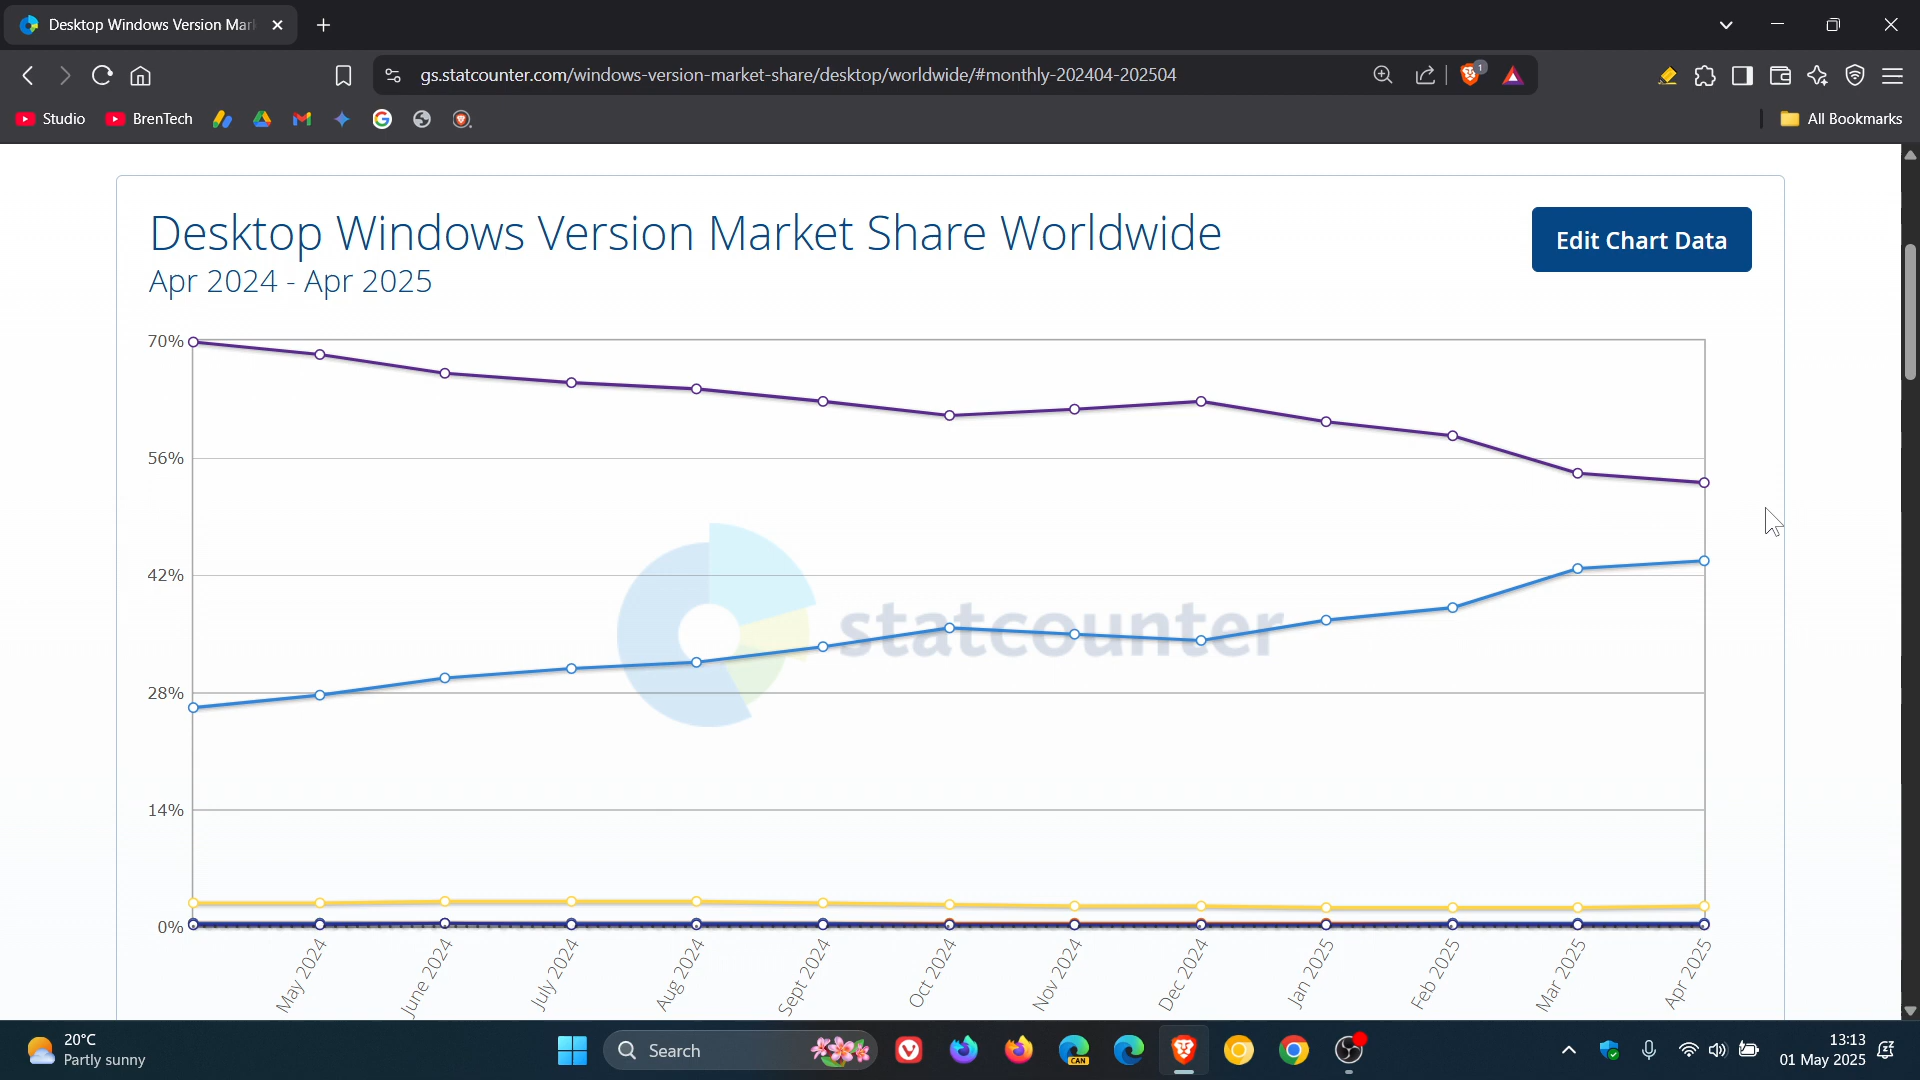 Desktop Windows Version Mar
gs.statcounter.com/windows-version-market-share/desktop/worldwide/#monthly-202404-202504
1
Studio
BrenTech
All Bookmarks
Desktop Windows Version Market Share Worldwide
Edit Chart Data
Apr 2024 - Apr 2025
70%
56%
42%
statcounter
28%
14%
0%
May 2024
June 2024
July 2024
Aug 2024
Sept 2024
Oct 2024
Nov 2024
Dec 2024
Jan 2025
Feb 2025
Mar 2025
Apr 2025
20°C
Partly sunny
Search
CAN
13:13
01 May 2025